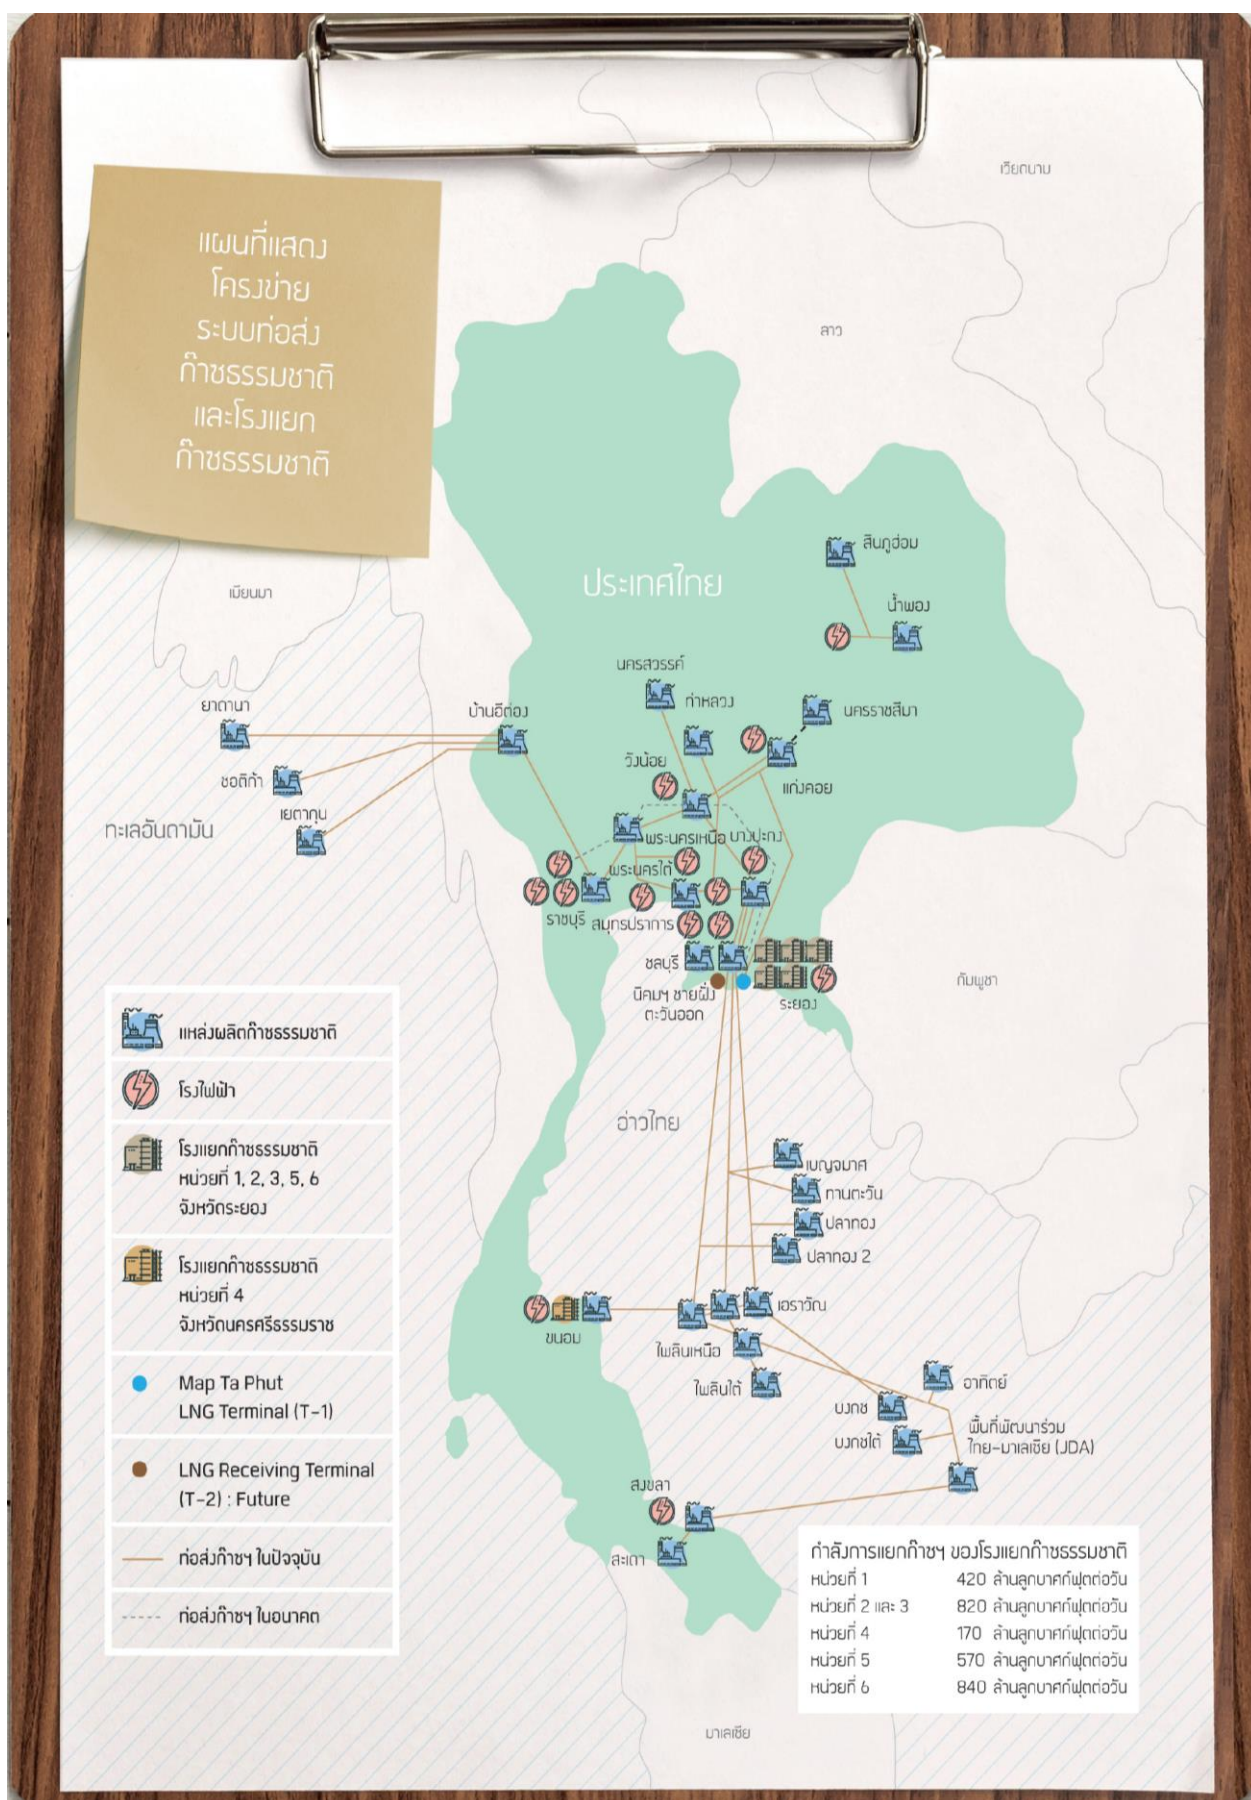 แผนที่แสดง
โครงข่าย
ระบบท่อส่ง
ก๊าซธรรมชาติ
และโรงแยก
ก๊าซธรรมชาติ
เวียดนาม
ลาว
เมียนมา
ประเทศไทย
สินภูฮ่อม
น้ำพอง
นครสวรรค์
ท่าหลวง
นครราชสีมา
ยาดานา
บ้านอีต่อง
วังน้อย
ซอติก้า
แก่งคอย
เยตากุน
ทะเลอันดามัน
พระนครเหนือ
บางปะกง
พระนครใต้
ราชบุรี
สมุทรปราการ
ชลบุรี
นิคมฯ ชายฝั่ง
ตะวันออก
ระยอง
กัมพูชา
อ่าวไทย
เบญจมาศ
ทานตะวัน
ปลาทอง
ปลาทอง 2
เอราวัณ
ขนอม
ไพลินเหนือ
ไพลินใต้
อาทิตย์
บงกช
บงกชใต้
พื้นที่พัฒนาร่วม
ไทย-มาเลเซีย (JDA)
สงขลา
สะเดา
มาเลเซีย
แหล่งผลิตก๊าซธรรมชาติ
โรงไฟฟ้า
โรงแยกก๊าซธรรมชาติ
หน่วยที่ 1, 2, 3, 5, 6
จังหวัดระยอง
โรงแยกก๊าซธรรมชาติ
หน่วยที่ 4
จังหวัดนครศรีธรรมราช
Map Ta Phut
LNG Terminal (T-1)
LNG Receiving Terminal
(T-2) : Future
ท่อส่งก๊าซฯ ในปัจจุบัน
ท่อส่งก๊าซฯ ในอนาคต
กำลังการแยกก๊าซฯ ของโรงแยกก๊าซธรรมชาติ
หน่วยที่ 1 420 ล้านลูกบาศก์ฟุตต่อวัน
หน่วยที่ 2 และ 3 820 ล้านลูกบาศก์ฟุตต่อวัน
หน่วยที่ 4 170 ล้านลูกบาศก์ฟุตต่อวัน
หน่วยที่ 5 570 ล้านลูกบาศก์ฟุตต่อวัน
หน่วยที่ 6 840 ล้านลูกบาศก์ฟุตต่อวัน